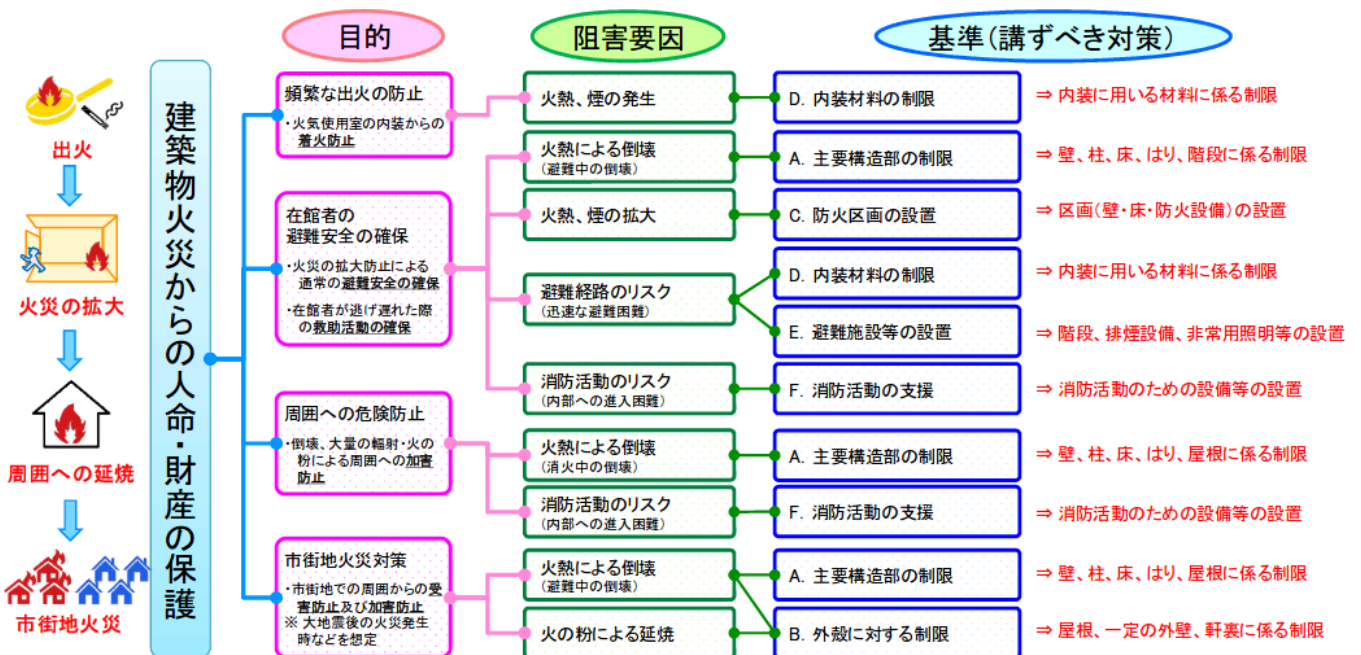 目的
阻害要因
基準(講ずべき対策)
出火
火災の拡大
周囲への延焼
市街地火災
建築物火災からの人命・財産の保護
頻繁な出火の防止
・火気使用室の内装からの
着火防止
在館者の
避難安全の確保
・火災の拡大防止による
通常の避難安全の確保
・在館者が逃げ遅れた際
の救助活動の確保
周囲への危険防止
・倒壊、大量の輻射・火の
粉による周囲への加害
防止
市街地火災対策
・市街地での周囲からの受
害防止及び加害防止
※ 大地震後の火災発生
時などを想定
火熱、煙の発生
火熱による倒壊
(避難中の倒壊)
火熱、煙の拡大
避難経路のリスク
(迅速な避難困難)
消防活動のリスク
(内部への進入困難)
火熱による倒壊
(消火中の倒壊)
消防活動のリスク
(内部への進入困難)
火熱による倒壊
(避難中の倒壊)
火の粉による延焼
D. 内装材料の制限
A. 主要構造部の制限
C. 防火区画の設置
D. 内装材料の制限
E. 避難施設等の設置
F. 消防活動の支援
A. 主要構造部の制限
F. 消防活動の支援
A. 主要構造部の制限
B. 外殻に対する制限
⇒ 内装に用いる材料に係る制限
⇒ 壁、柱、床、はり、階段に係る制限
⇒ 区画(壁・床・防火設備)の設置
⇒ 内装に用いる材料に係る制限
⇒ 階段、排煙設備、非常用照明等の設置
⇒ 消防活動のための設備等の設置
⇒ 壁、柱、床、はり、屋根に係る制限
⇒ 消防活動のための設備等の設置
⇒ 壁、柱、床、はり、屋根に係る制限
⇒ 屋根、一定の外壁、軒裏に係る制限